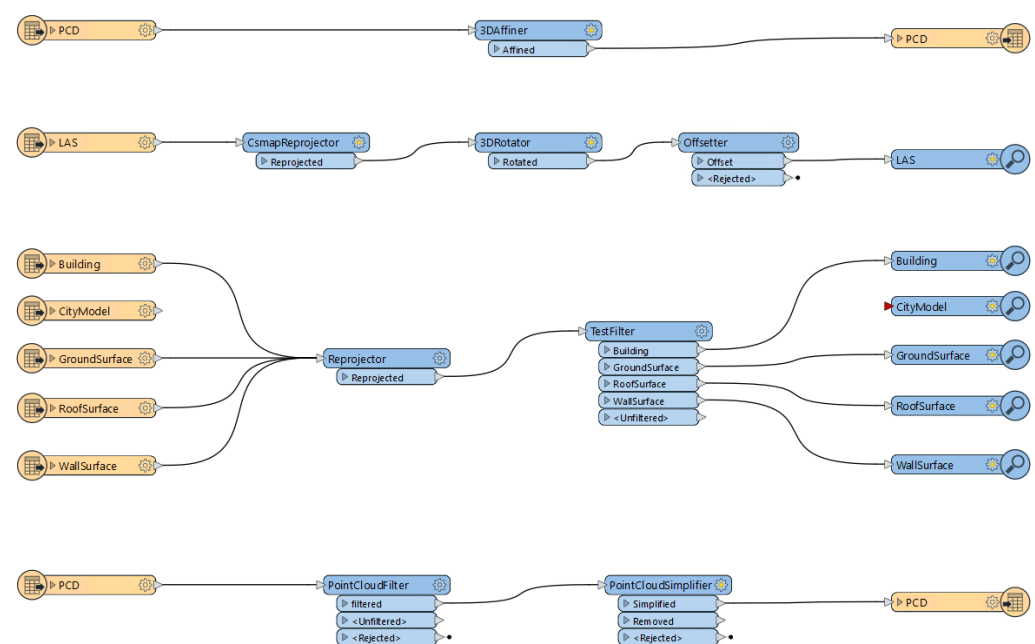 PCD
3DAffiner
Affined
PCD
LAS
CsmapReprojector
Reprojected
3DRotator
Rotated
Offsetter
Offset
<Rejected>
LAS
Building
CityModel
GroundSurface
RoofSurface
WallSurface
Reprojector
Reprojected
TestFilter
Building
GroundSurface
RoofSurface
WallSurface
<Unfiltered>
Building
CityModel
GroundSurface
RoofSurface
WallSurface
PCD
PointCloudFilter
filtered
<Unfiltered>
<Rejected>
PointCloudSimplifier
Simplified
Removed
<Rejected>
PCD